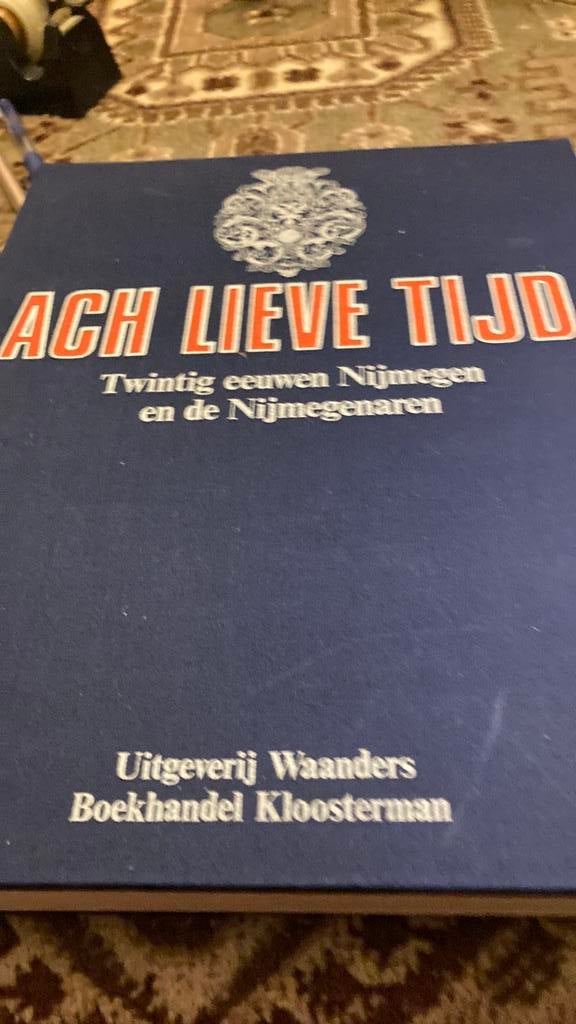 ACH LIEVE TIJD
Twintig eeuwen Nijmegen
en de Nijmegenaren
Uitgeverij Waanders
Boekhandel Kloosterman